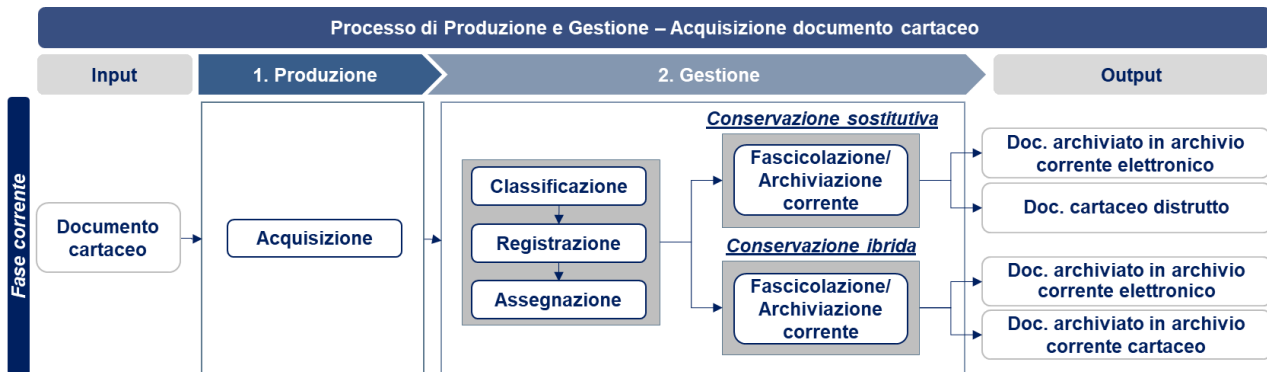 Processo di Produzione e Gestione – Acquisizione documento cartaceo
Input
1. Produzione
2. Gestione
Output
Fase corrente
Documento
cartaceo
Acquisizione
Classificazione
Registrazione
Assegnazione
Conservazione sostitutiva
Fascicolazione/
Archiviazione
corrente
Conservazione ibrida
Fascicolazione/
Archiviazione
corrente
Doc. archiviato in archivio
corrente elettronico
Doc. cartaceo distrutto
Doc. archiviato in archivio
corrente elettronico
Doc. archiviato in archivio
corrente cartaceo